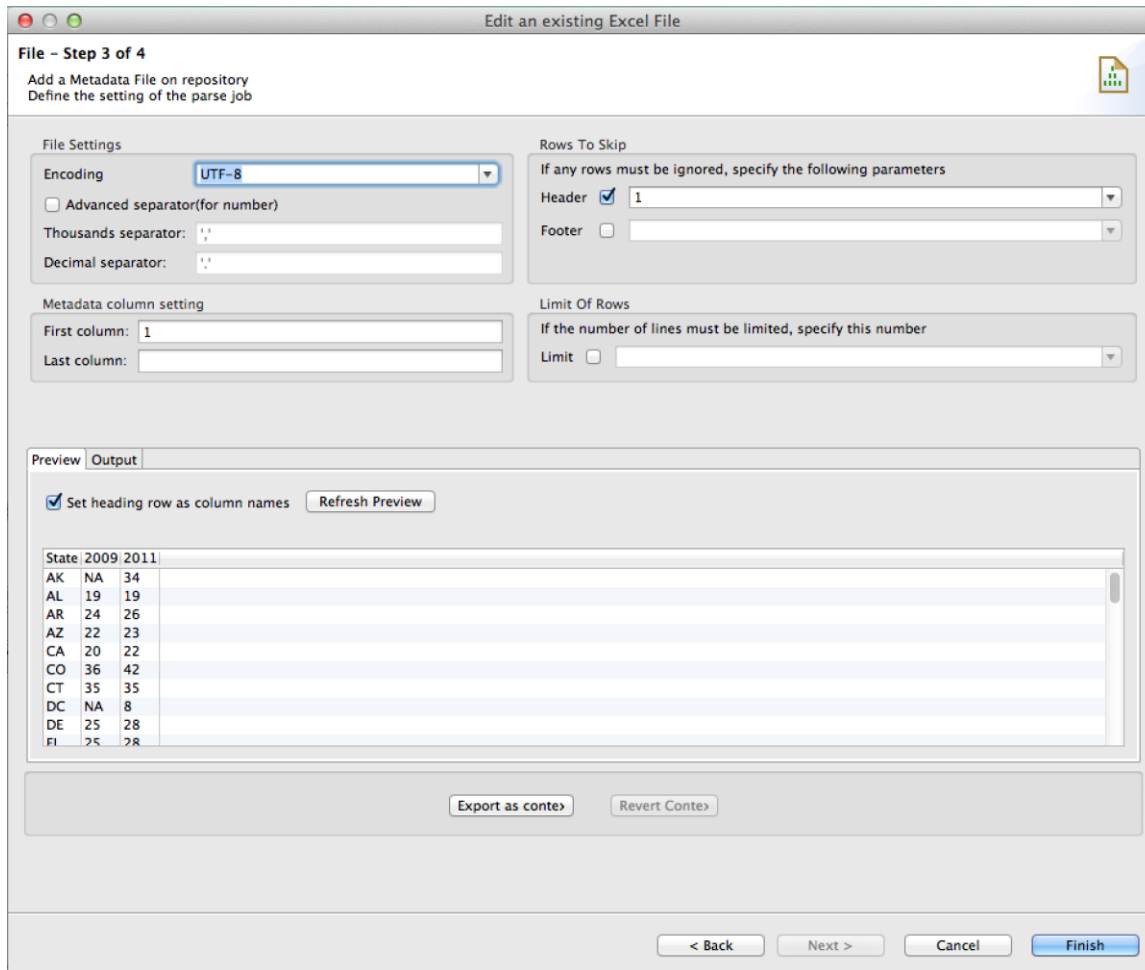 Edit an existing Excel File
File - Step 3 of 4
Add a Metadata File on repository
Define the setting of the parse job
File Settings
Encoding UTF-8
Advanced separator(for number)
Thousands separator: ','
Decimal separator: '.'
Rows To Skip
If any rows must be ignored, specify the following parameters
Header 1
Footer
Metadata column setting
First column: 1
Last column:
Limit Of Rows
If the number of lines must be limited, specify this number
Limit
Preview Output
Set heading row as column names Refresh Preview
State 2009 2011
AK NA 34
AL 19 19
AR 24 26
AZ 22 23
CA 20 22
CO 36 42
CT 35 35
DC NA 8
DE 25 28
FL 25 28
Export as conte Revert Conte
< Back Next > Cancel Finish